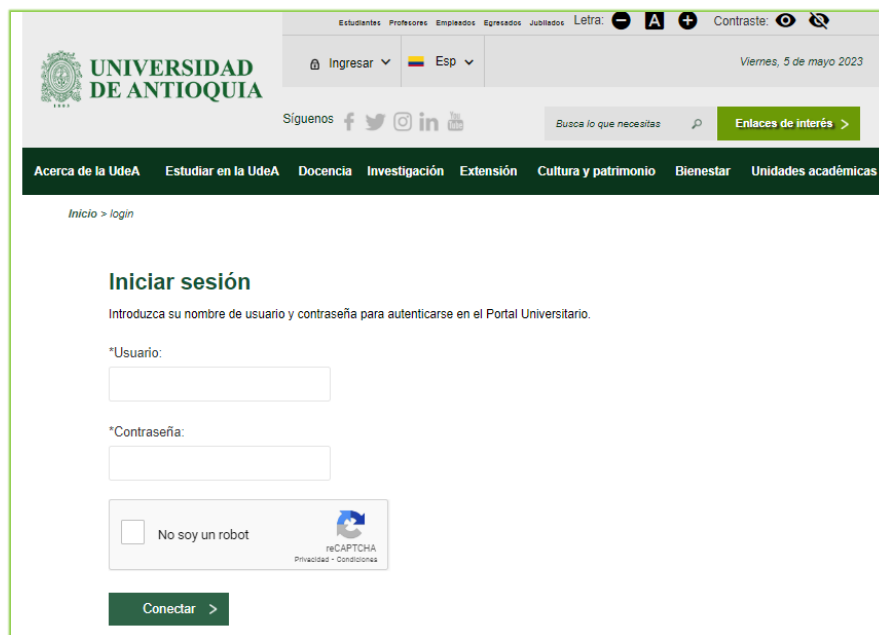 Estudiantes Profesores Empleados Egresados Jubilados Letra: A Contraste:
UNIVERSIDAD
DE ANTIOQUIA
1803
Ingresar Esp
Viernes, 5 de mayo 2023
Síguenos
You
Tube
Busca lo que necesitas
Enlaces de interés >
Acerca de la UdeA Estudiar en la UdeA Docencia Investigación Extensión Cultura y patrimonio Bienestar Unidades académicas
Inicio > login
Iniciar sesión
Introduzca su nombre de usuario y contraseña para autenticarse en el Portal Universitario.
*Usuario:
*Contraseña:
No soy un robot
reCAPTCHA
Privacidad - Condiciones
Conectar >